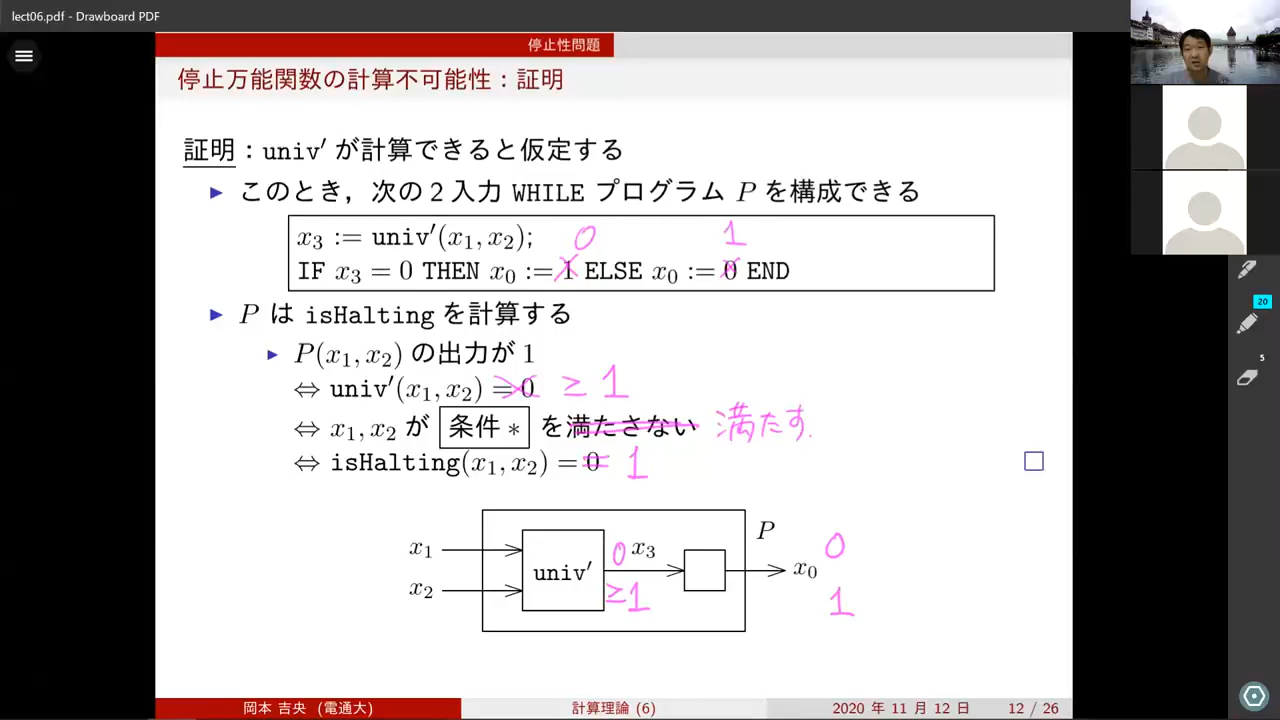 lect06.pdf - Drawboard PDF
停止性問題
停止万能関数の計算不可能性：証明
証明：univ′ が計算できると仮定する
▶ このとき，次の 2 入力 WHILE プログラム P を構成できる
x3 := univ′(x1, x2); 0 1
IF x3 = 0 THEN x0 := 1 ELSE x0 := 0 END
▶ P は isHalting を計算する
▶ P(x1, x2) の出力が 1
⇔ univ′(x1, x2) = 0 ≥ 1
⇔ x1, x2 が 条件 * を満たさない 満たす.
⇔ isHalting(x1, x2) = 0 1
P
x1 0 x3 0
univ′ x0
x2 ≥1 1
岡本 吉央 (電通大) 計算理論 (6) 2020 年 11 月 12 日 12 / 26
20
5